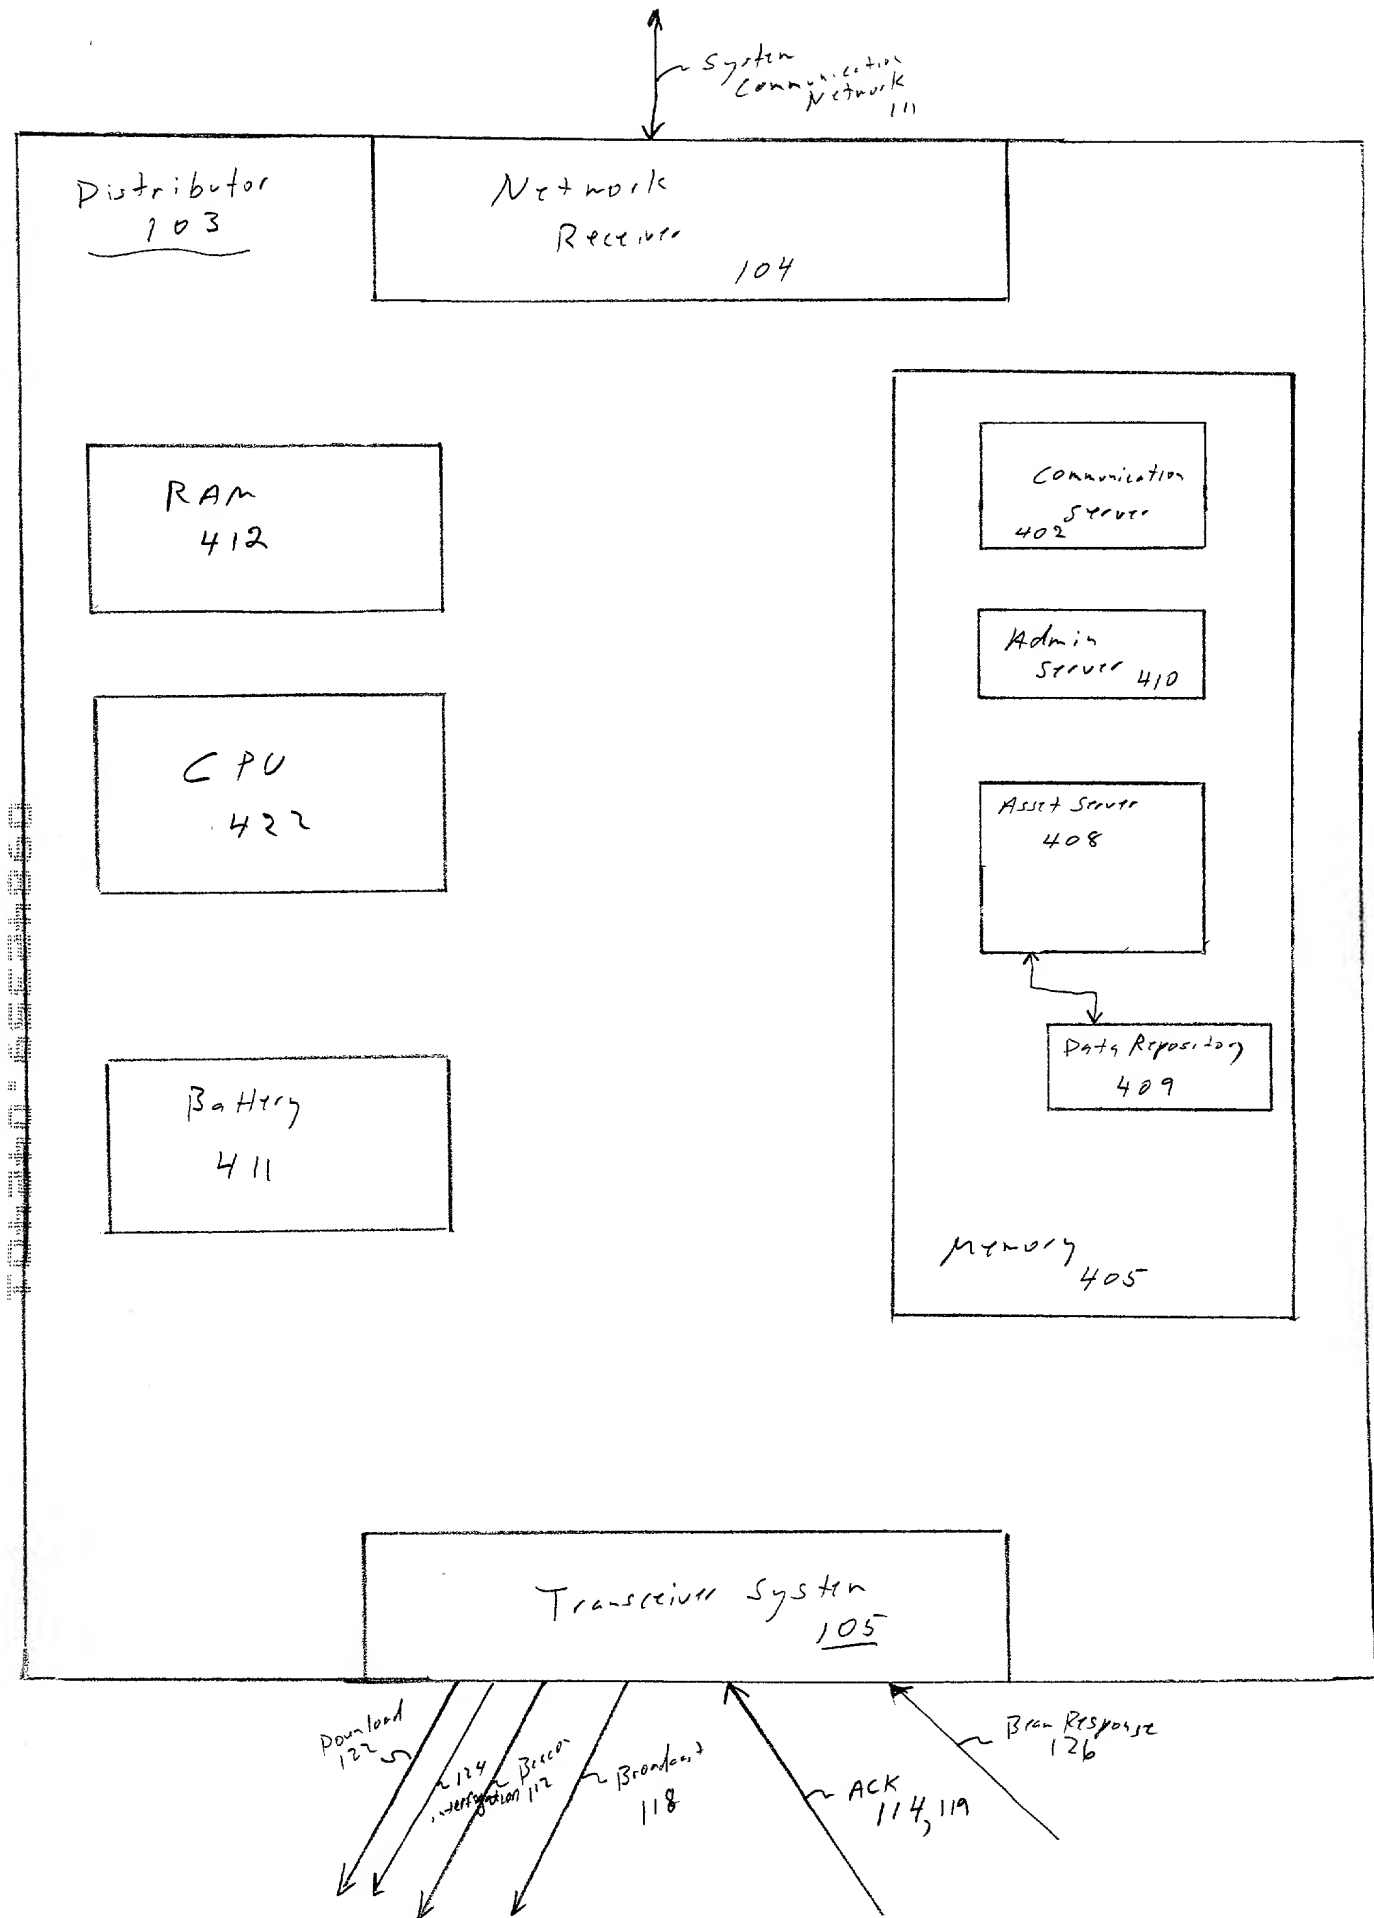 System
Communication
Network
111
Distributor
103
Network
Receiver
104
RAM
412
CPU
422
Battery
411
Communication
Server
402
Admin
Server 410
Asset Server
408
Data Repository
409
Memory
405
Transceiver System
105
Download
122
124
interrogation
Beacon
112
Broadcast
118
ACK
114, 119
Beam Response
126